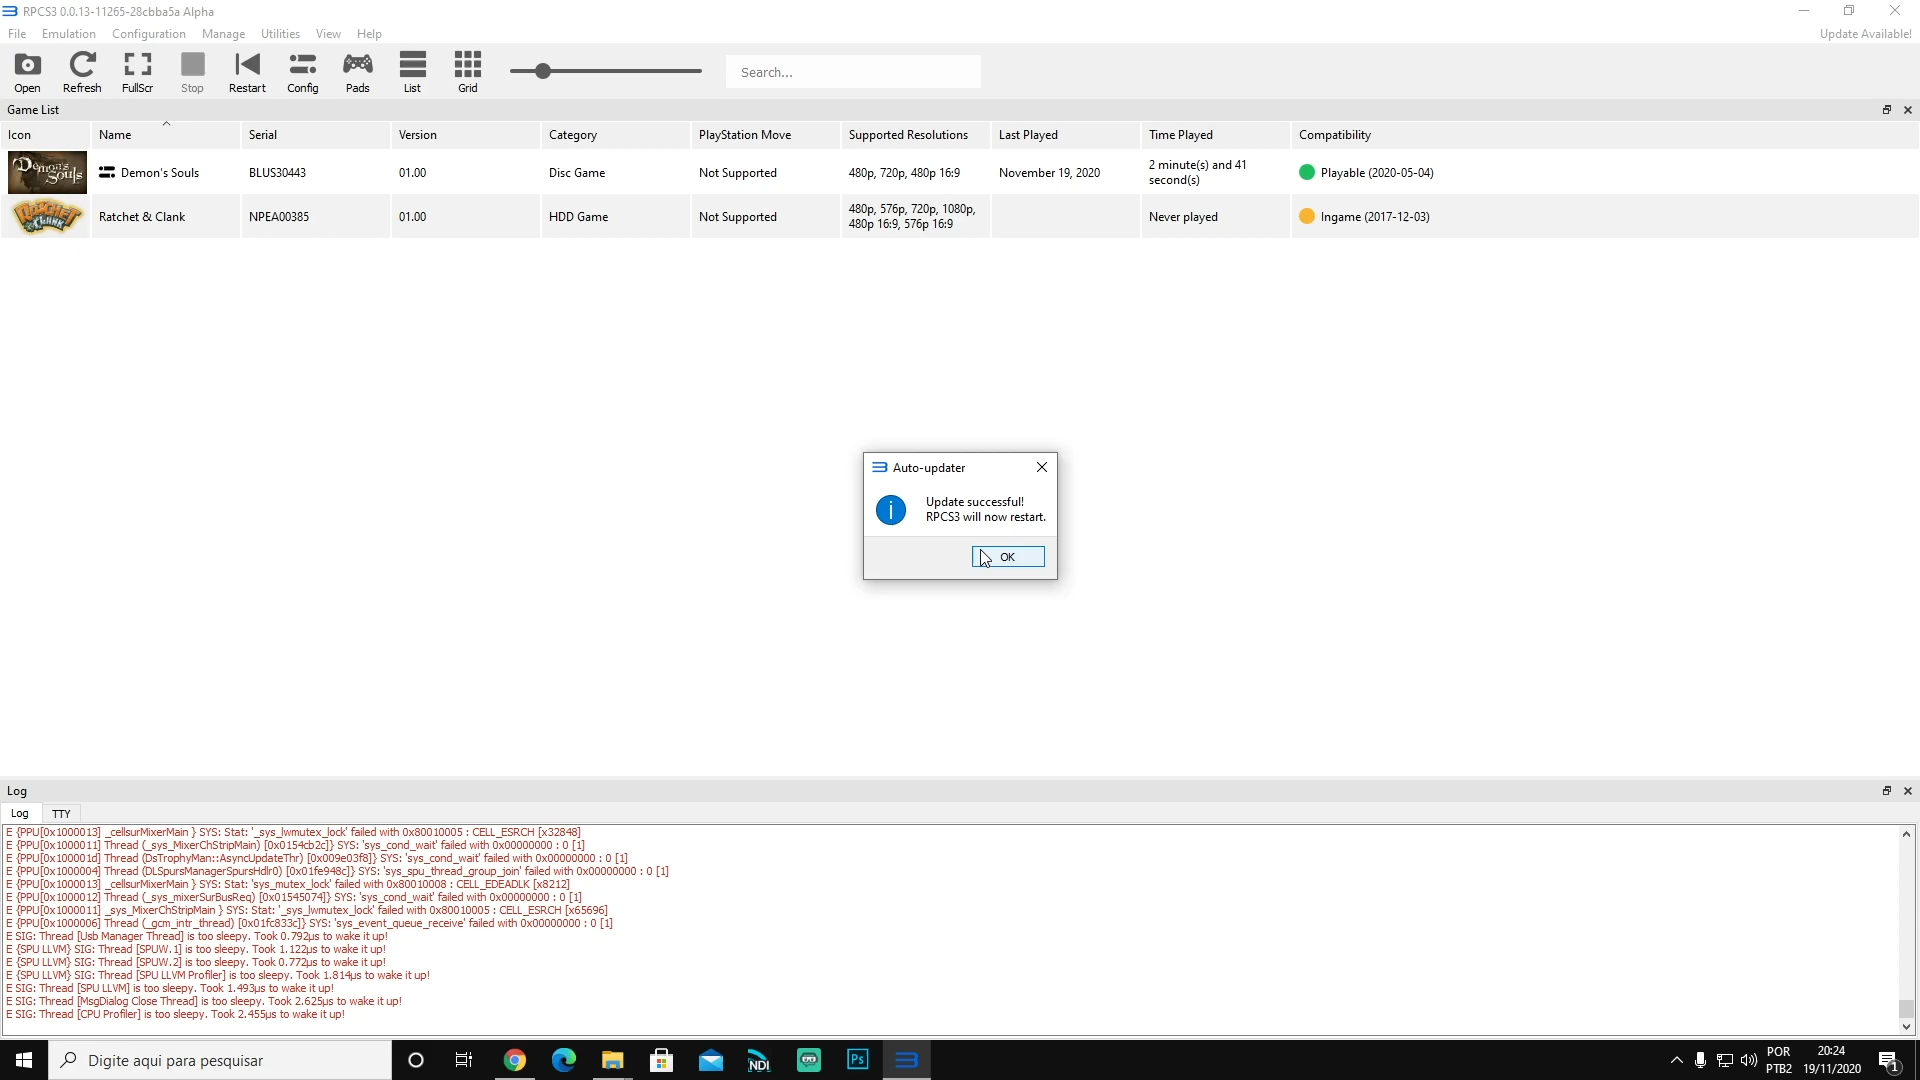 RPCS3 0.0.13-11265-28cbba5a Alpha
File Emulation Configuration Manage Utilities View Help Update Available!
Open Refresh FullScr Stop Restart Config Pads List Grid Search...
Game List
Icon Name Serial Version Category PlayStation Move Supported Resolutions Last Played Time Played Compatibility
Demon's Souls Demon's Souls BLUS30443 01.00 Disc Game Not Supported 480p, 720p, 480p 16:9 November 19, 2020 2 minute(s) and 41 second(s) Playable (2020-05-04)
Ratchet & Clank Ratchet & Clank NPEA00385 01.00 HDD Game Not Supported 480p, 576p, 720p, 1080p, 480p 16:9, 576p 16:9 Never played Ingame (2017-12-03)
Auto-updater
Update successful!
RPCS3 will now restart.
OK
Log
Log TTY
E {PPU[0x1000013] _cellsurMixerMain } SYS: Stat: '_sys_lwmutex_lock' failed with 0x80010005 : CELL_ESRCH [x32848]
E {PPU[0x1000011] Thread (_sys_MixerChStripMain) [0x0154cb2c]} SYS: 'sys_cond_wait' failed with 0x00000000 : 0 [1]
E {PPU[0x100001d] Thread (DsTrophyMan::AsyncUpdateThr) [0x009e03f8]} SYS: 'sys_cond_wait' failed with 0x00000000 : 0 [1]
E {PPU[0x1000004] Thread (DLSpursManagerSpursHdlr0) [0x01fe948c]} SYS: 'sys_spu_thread_group_join' failed with 0x00000000 : 0 [1]
E {PPU[0x1000013] _cellsurMixerMain } SYS: Stat: 'sys_mutex_lock' failed with 0x80010008 : CELL_EDEADLK [x8212]
E {PPU[0x1000012] Thread (_sys_mixerSurBusReq) [0x01545074]} SYS: 'sys_cond_wait' failed with 0x00000000 : 0 [1]
E {PPU[0x1000011] _sys_MixerChStripMain } SYS: Stat: '_sys_lwmutex_lock' failed with 0x80010005 : CELL_ESRCH [x65696]
E {PPU[0x1000006] Thread (_gcm_intr_thread) [0x01fc833c]} SYS: 'sys_event_queue_receive' failed with 0x00000000 : 0 [1]
E SIG: Thread [Usb Manager Thread] is too sleepy. Took 0.792µs to wake it up!
E {SPU LLVM} SIG: Thread [SPUW.1] is too sleepy. Took 1.122µs to wake it up!
E {SPU LLVM} SIG: Thread [SPUW.2] is too sleepy. Took 0.772µs to wake it up!
E {SPU LLVM} SIG: Thread [SPU LLVM Profiler] is too sleepy. Took 1.814µs to wake it up!
E SIG: Thread [SPU LLVM] is too sleepy. Took 1.493µs to wake it up!
E SIG: Thread [MsgDialog Close Thread] is too sleepy. Took 2.625µs to wake it up!
E SIG: Thread [CPU Profiler] is too sleepy. Took 2.455µs to wake it up!
Digite aqui para pesquisar NDI Ps POR 20:24
PTB2 19/11/2020 1